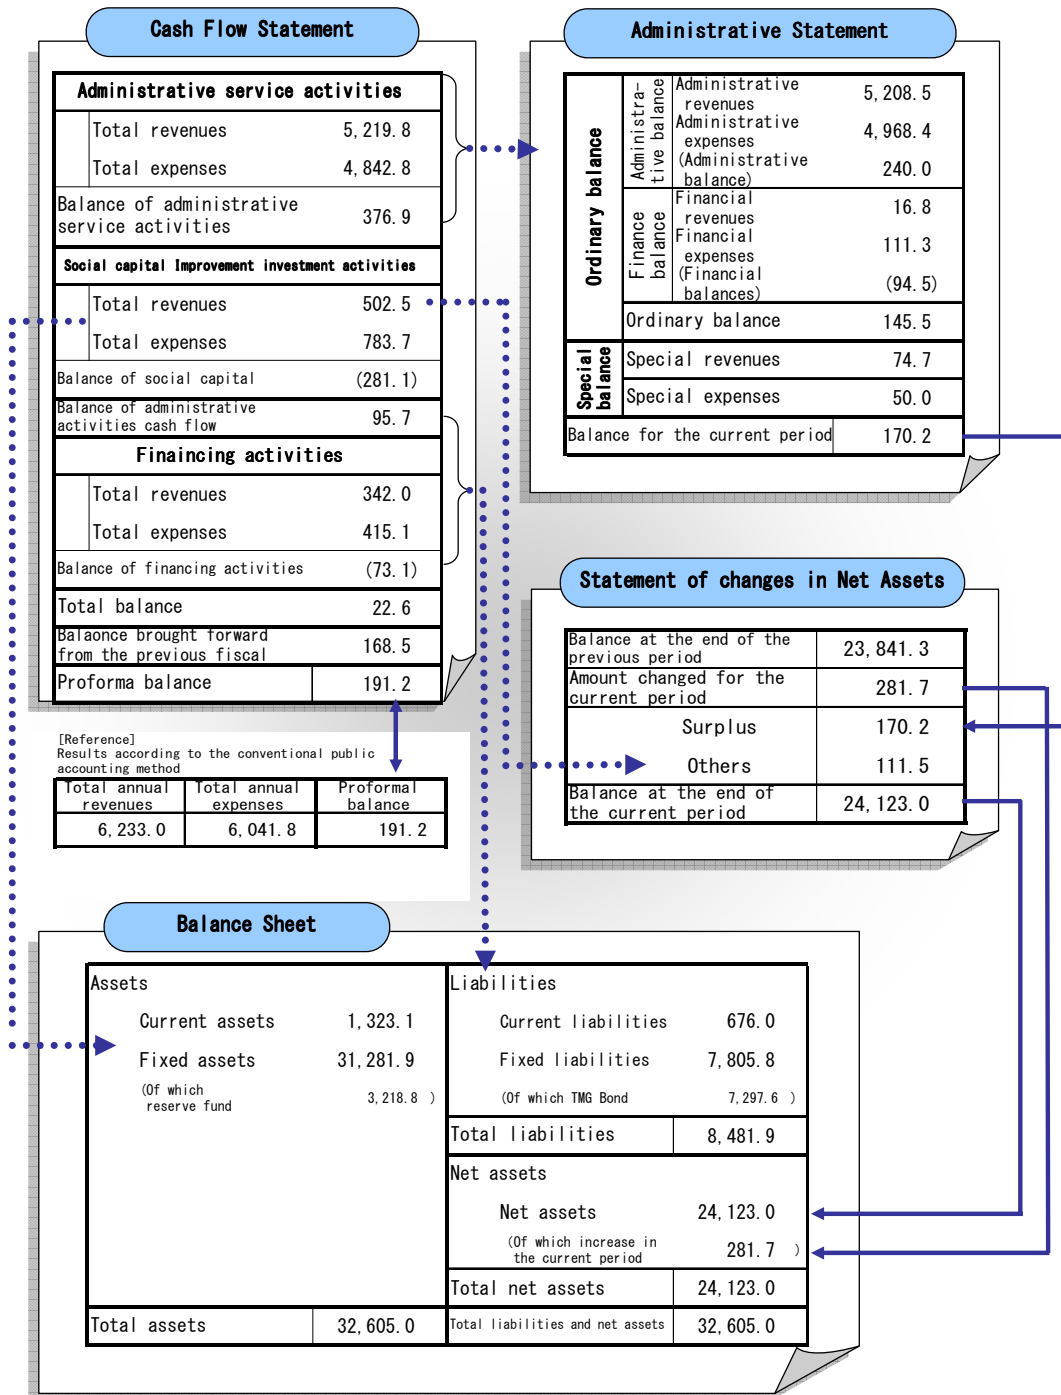 Cash Flow Statement
Administrative service activities
Total revenues 5,219.8
Total expenses 4,842.8
Balance of administrative
service activities 376.9
Social capital Improvement investment activities
Total revenues 502.5
Total expenses 783.7
Balance of social capital (281.1)
Balance of administrative
activities cash flow 95.7
Finaincing activities
Total revenues 342.0
Total expenses 415.1
Balance of financing activities (73.1)
Total balance 22.6
Balaonce brought forward
from the previous fiscal 168.5
Proforma balance 191.2
[Reference]
Results according to the conventional public
accounting method
Total annual revenues Total annual expenses Proformal balance
6,233.0 6,041.8 191.2
Administrative Statement
Ordinary balance
Administra-
tive balance
Administrative
revenues 5,208.5
Administrative
expenses 4,968.4
(Administrative
balance) 240.0
Finance
balance
Financial
revenues 16.8
Financial
expenses 111.3
(Financial
balances) (94.5)
Ordinary balance 145.5
Special
balance
Special revenues 74.7
Special expenses 50.0
Balance for the current period 170.2
Statement of changes in Net Assets
Balance at the end of the
previous period 23,841.3
Amount changed for the
current period 281.7
Surplus 170.2
Others 111.5
Balance at the end of
the current period 24,123.0
Balance Sheet
Assets
Current assets 1,323.1
Fixed assets 31,281.9
(Of which
reserve fund 3,218.8 )
Total assets 32,605.0
Liabilities
Current liabilities 676.0
Fixed liabilities 7,805.8
(Of which TMG Bond 7,297.6 )
Total liabilities 8,481.9
Net assets
Net assets 24,123.0
(Of which increase in
the current period 281.7 )
Total net assets 24,123.0
Total liabilities and net assets 32,605.0